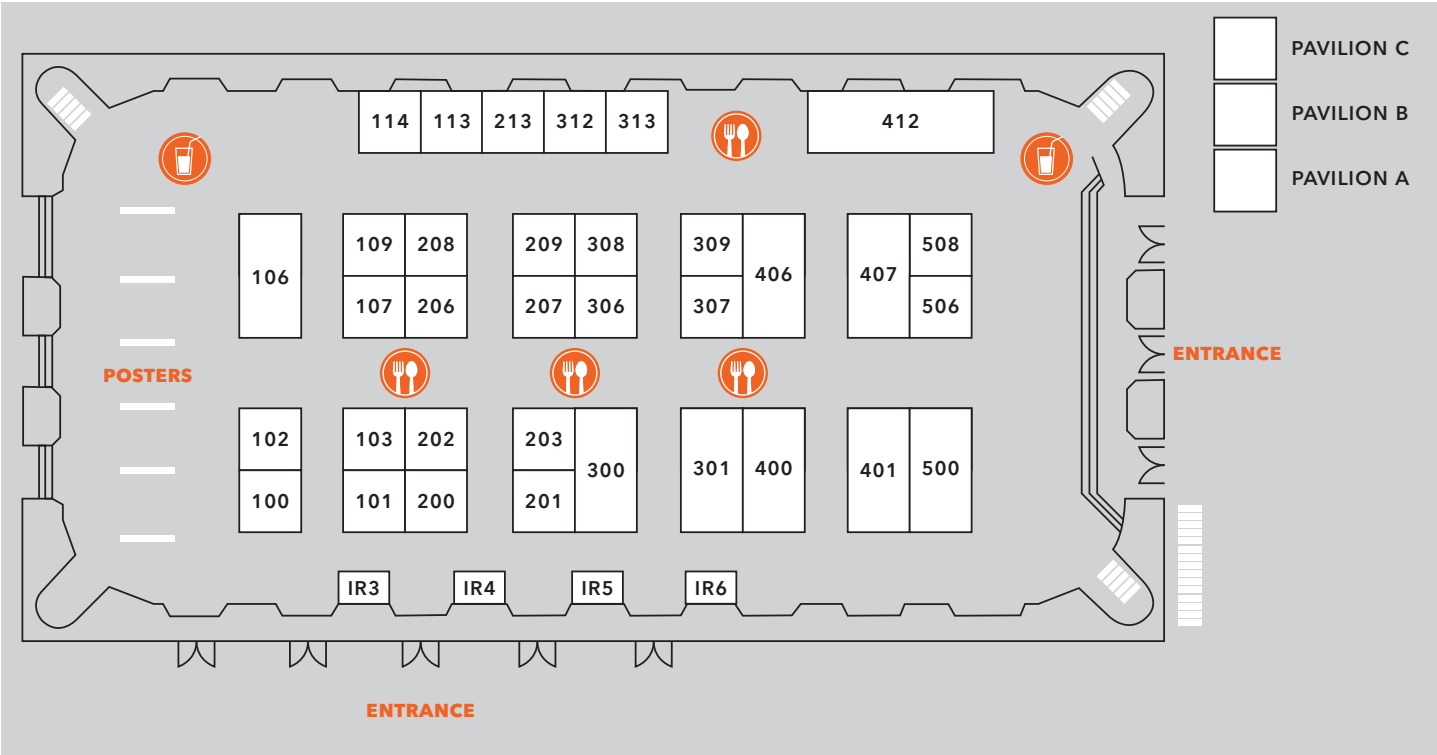 PAVILION C
PAVILION B
PAVILION A
114 113 213 312 313 412
109 208 209 308 309 508
106 406 407
107 206 207 306 307 506
ENTRANCE
POSTERS
102 103 202 203
300 301 400 401 500
100 101 200 201
IR3 IR4 IR5 IR6
ENTRANCE